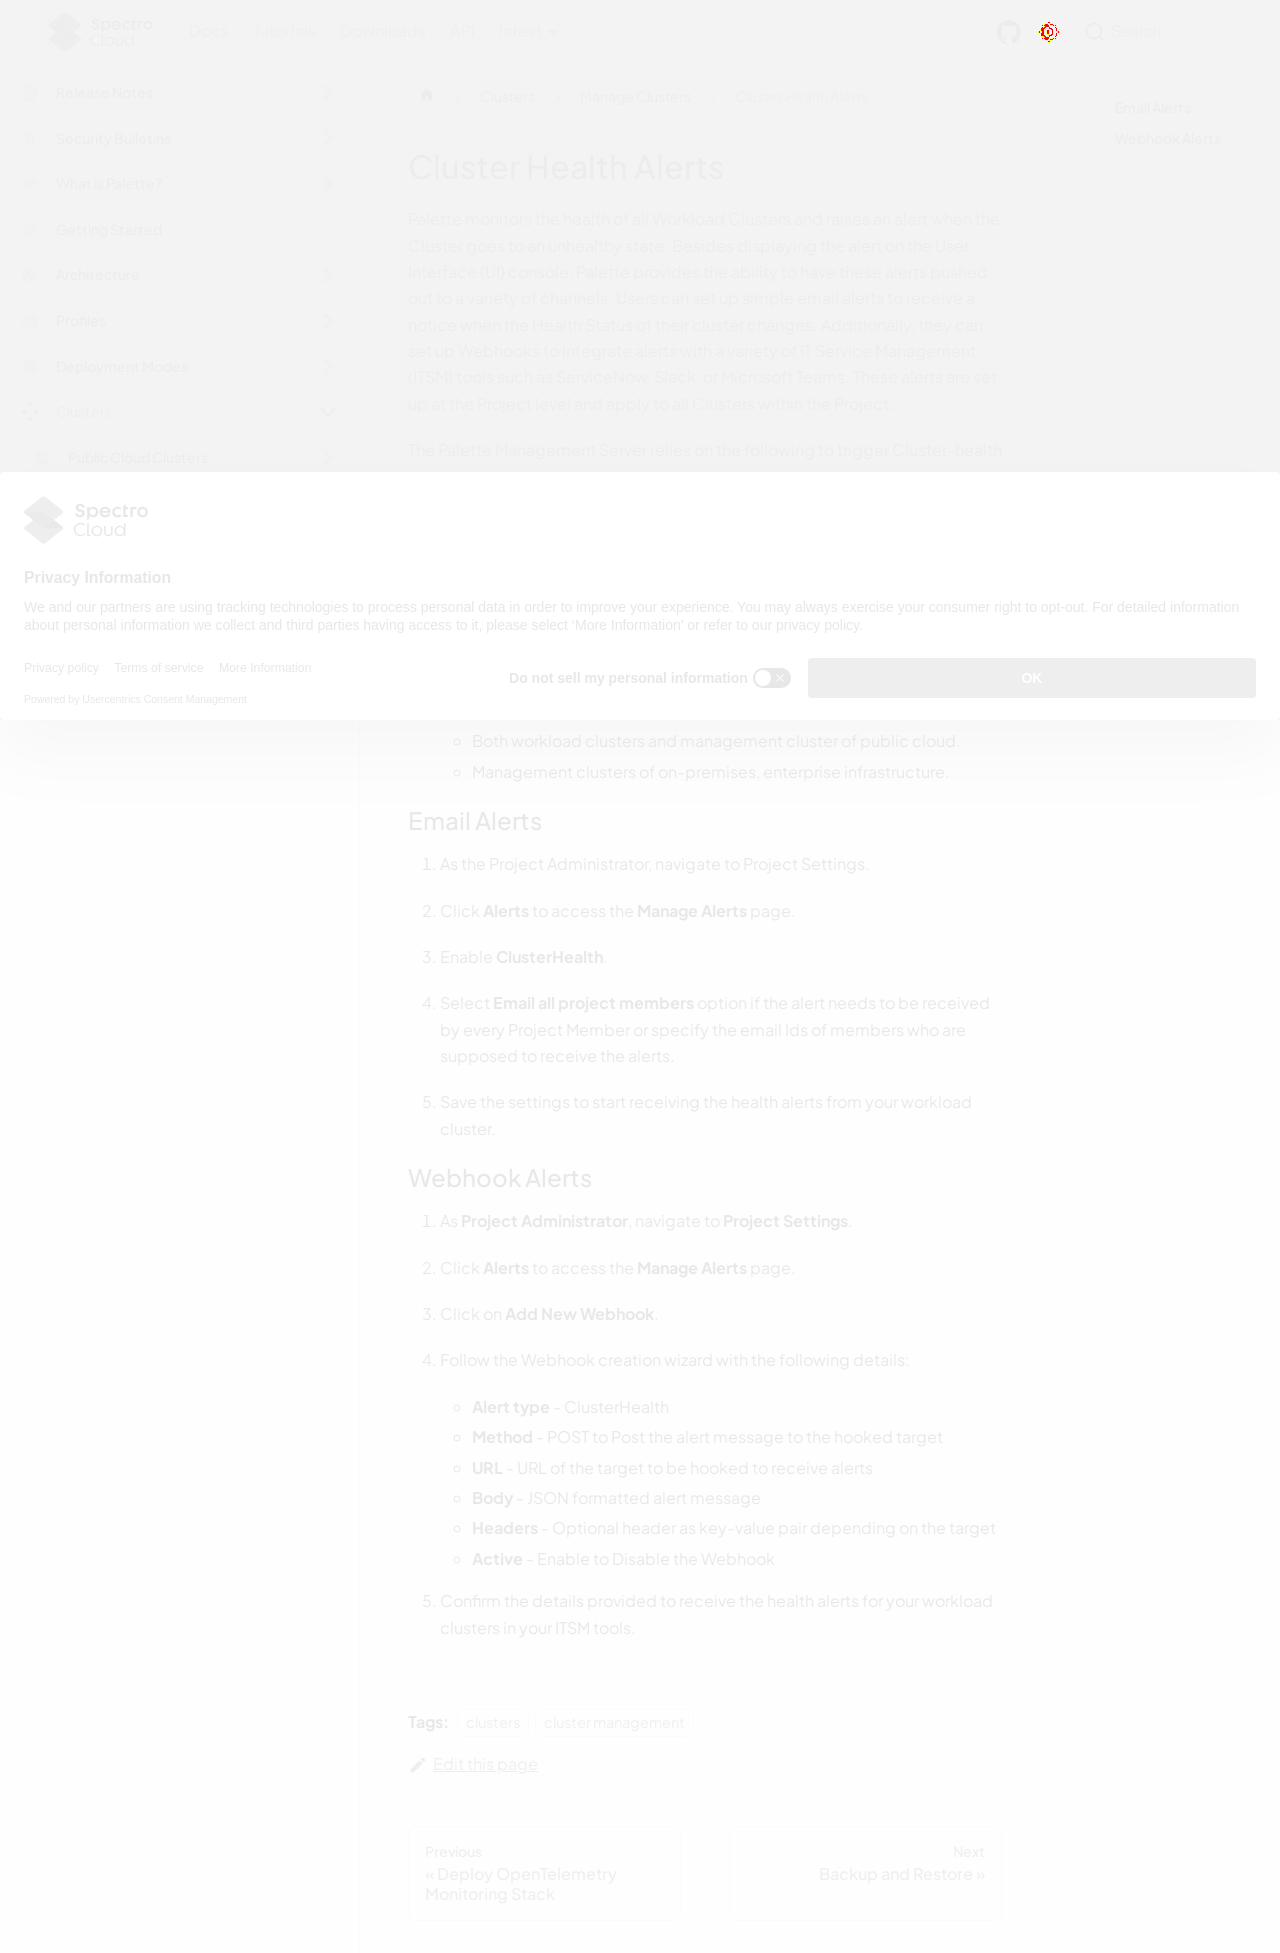 Spectro Cloud
Docs Tutorials Downloads API latest
Search
Release Notes
Security Bulletins
What is Palette?
Getting Started
Architecture
Profiles
Deployment Modes
Clusters
Public Cloud Clusters
Clusters Manage Clusters Cluster Health Alerts
Email Alerts
Webhook Alerts
Cluster Health Alerts
Palette monitors the health of all Workload Clusters and raises an alert when the
Cluster goes to an unhealthy state. Besides displaying the alert on the User
Interface (UI) console, Palette provides the ability to have these alerts pushed
out to a variety of channels. Users can set up simple email alerts to receive a
notice when the Health Status of their cluster changes. Additionally, they can
set up Webhooks to integrate alerts with a variety of IT Service Management
(ITSM) tools such as ServiceNow, Slack, or Microsoft Teams. These alerts are set
up at the Project level and apply to all Clusters within the Project.
The Palette Management Server relies on the following to trigger Cluster-health
Spectro
Cloud
Privacy Information
We and our partners are using tracking technologies to process personal data in order to improve your experience. You may always exercise your consumer right to opt-out. For detailed information
about personal information we collect and third parties having access to it, please select ‘More Information’ or refer to our privacy policy.
Privacy policy Terms of service More Information
Powered by Usercentrics Consent Management
Do not sell my personal information
OK
Both workload clusters and management cluster of public cloud.
Management clusters of on-premises, enterprise infrastructure.
Email Alerts
1. As the Project Administrator, navigate to Project Settings.
2. Click Alerts to access the Manage Alerts page.
3. Enable ClusterHealth.
4. Select Email all project members option if the alert needs to be received
by every Project Member or specify the email Ids of members who are
supposed to receive the alerts.
5. Save the settings to start receiving the health alerts from your workload
cluster.
Webhook Alerts
1. As Project Administrator, navigate to Project Settings.
2. Click Alerts to access the Manage Alerts page.
3. Click on Add New Webhook.
4. Follow the Webhook creation wizard with the following details:
Alert type - ClusterHealth
Method - POST to Post the alert message to the hooked target
URL - URL of the target to be hooked to receive alerts
Body - JSON formatted alert message
Headers - Optional header as key-value pair depending on the target
Active - Enable to Disable the Webhook
5. Confirm the details provided to receive the health alerts for your workload
clusters in your ITSM tools.
Tags: clusters cluster management
Edit this page
Previous
« Deploy OpenTelemetry
Monitoring Stack
Next
Backup and Restore »